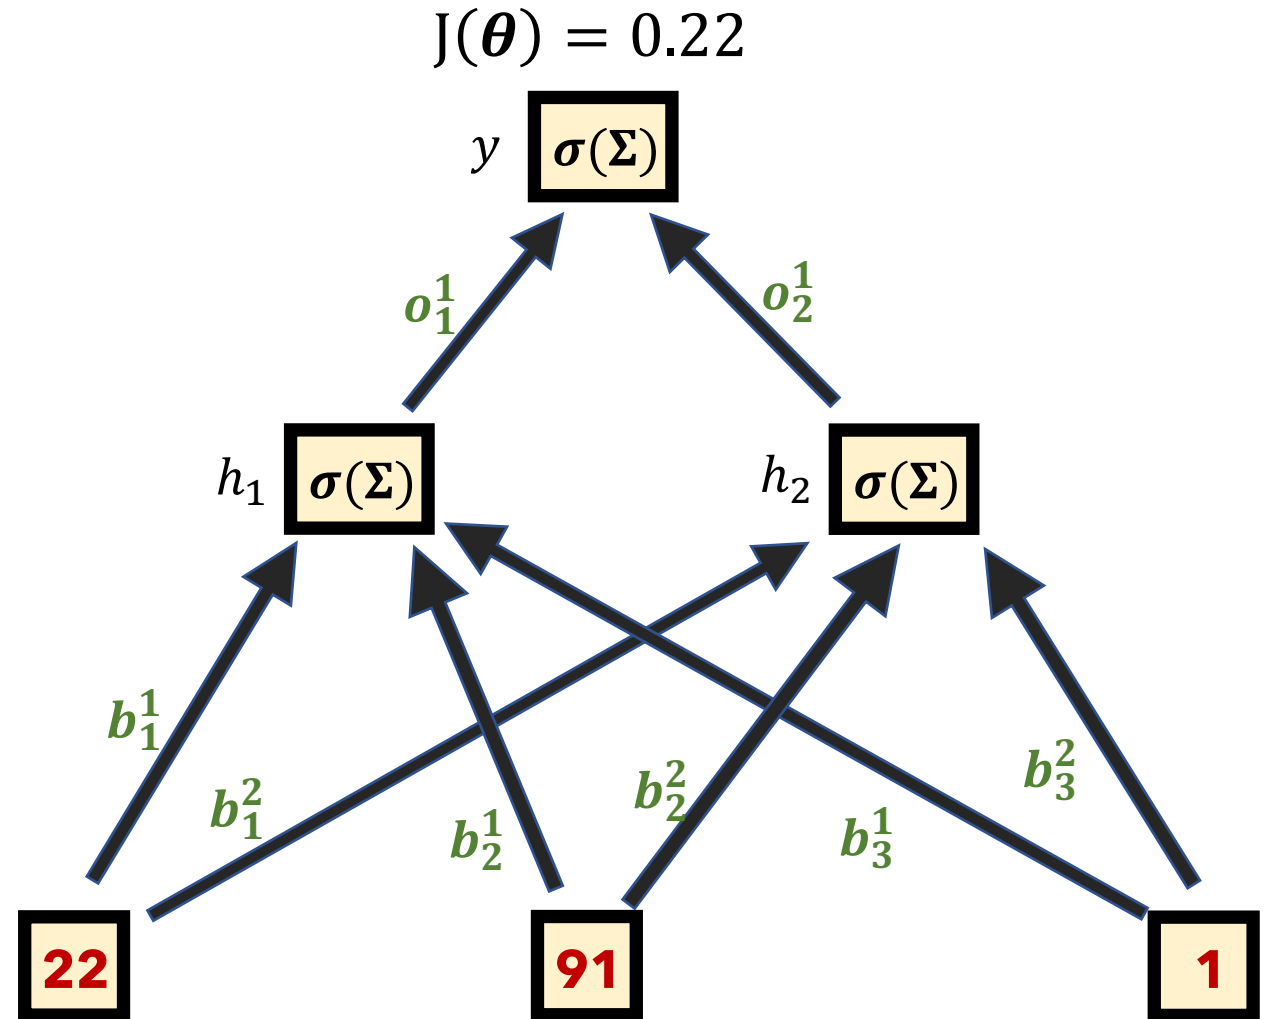 J(θ) = 0.22
y σ(Σ)
o₁¹ o₂¹
h₁ σ(Σ) h₂ σ(Σ)
b₁¹ b₁² b₂¹ b₂² b₃¹ b₃²
22 91 1